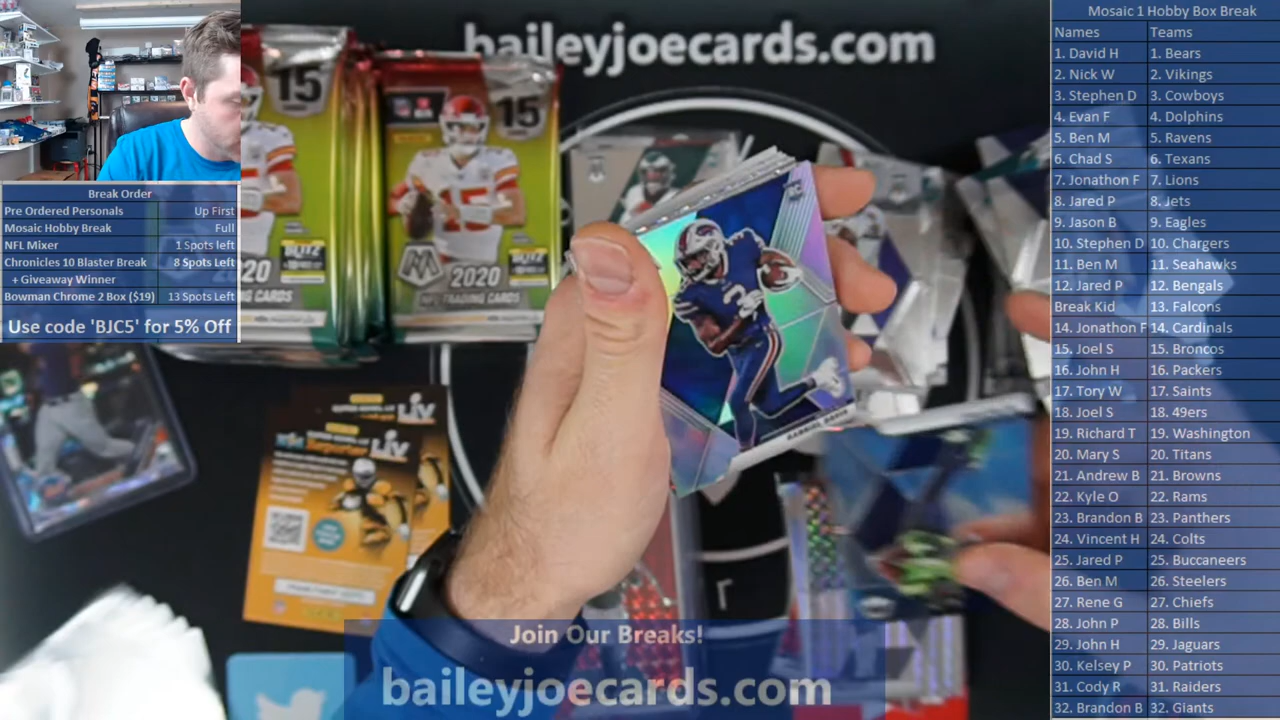 baileyjoecards.com
15
15
PANINI
BLITZ
2020
2020
NFL TRADING CARDS
Break Order
Pre Ordered Personals Up First
Mosaic Hobby Break Full
NFL Mixer 1 Spots left
Chronicles 10 Blaster Break 8 Spots Left
+ Giveaway Winner
Bowman Chrome 2 Box ($19) 13 Spots Left
Use code 'BJC5' for 5% Off
SUPER BOWL LIV
LIV
GABRIEL DAVIS
Join Our Breaks!
baileyjoecards.com
Mosaic 1 Hobby Box Break
Names Teams
1. David H 1. Bears
2. Nick W 2. Vikings
3. Stephen D 3. Cowboys
4. Evan F 4. Dolphins
5. Ben M 5. Ravens
6. Chad S 6. Texans
7. Jonathon F 7. Lions
8. Jared P 8. Jets
9. Jason B 9. Eagles
10. Stephen D 10. Chargers
11. Ben M 11. Seahawks
12. Jared P 12. Bengals
Break Kid 13. Falcons
14. Jonathon F 14. Cardinals
15. Joel S 15. Broncos
16. John H 16. Packers
17. Tory W 17. Saints
18. Joel S 18. 49ers
19. Richard T 19. Washington
20. Mary S 20. Titans
21. Andrew B 21. Browns
22. Kyle O 22. Rams
23. Brandon B 23. Panthers
24. Vincent H 24. Colts
25. Jared P 25. Buccaneers
26. Ben M 26. Steelers
27. Rene G 27. Chiefs
28. John P 28. Bills
29. John H 29. Jaguars
30. Kelsey P 30. Patriots
31. Cody R 31. Raiders
32. Brandon B 32. Giants